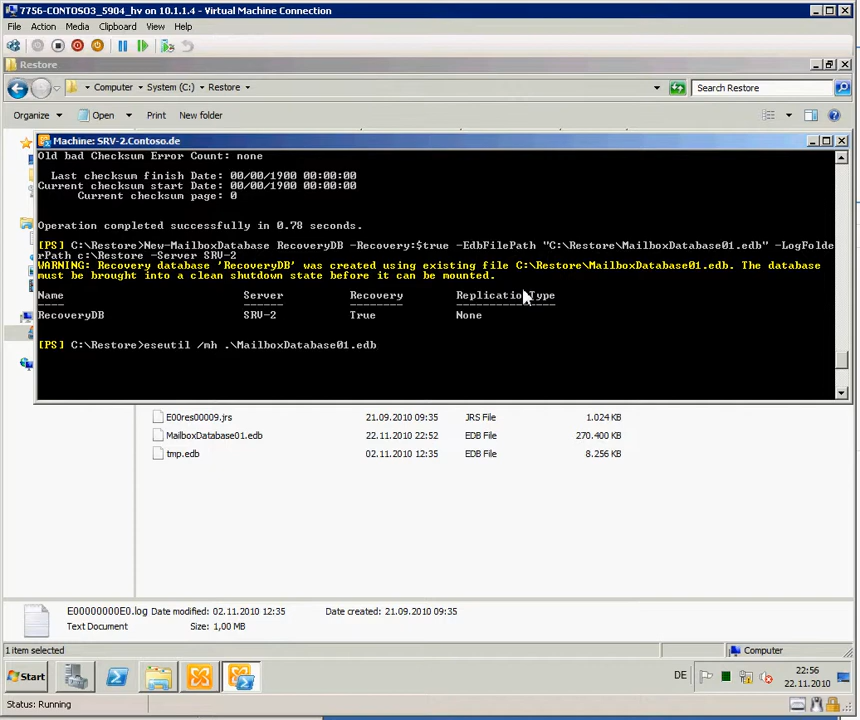 7756-CONTOSO3_5904_hv on 10.1.1.4 - Virtual Machine Connection
File Action Media Clipboard View Help
Restore
Computer System (C:) Restore Search Restore
Organize Open Print New folder
Machine: SRV-2.Contoso.de
Old bad Checksum Error Count: none
Last checksum finish Date: 00/00/1900 00:00:00
Current checksum start Date: 00/00/1900 00:00:00
Current checksum page: 0
Operation completed successfully in 0.78 seconds.
[PS] C:\Restore>New-MailboxDatabase RecoveryDB -Recovery:$true -EdbFilePath "C:\Restore\MailboxDatabase01.edb" -LogFolde
rPath c:\Restore -Server SRV-2
WARNING: Recovery database 'RecoveryDB' was created using existing file C:\Restore\MailboxDatabase01.edb. The database
must be brought into a clean shutdown state before it can be mounted.
Name Server Recovery ReplicationType
RecoveryDB SRV-2 True None
[PS] C:\Restore>eseutil /mh .\MailboxDatabase01.edb
E00res00009.jrs 21.09.2010 09:35 JRS File 1.024 KB
MailboxDatabase01.edb 22.11.2010 22:52 EDB File 270.400 KB
tmp.edb 02.11.2010 12:35 EDB File 8.256 KB
E00000000E0.log Date modified: 02.11.2010 12:35 Date created: 21.09.2010 09:35
Text Document Size: 1,00 MB
1 item selected Computer
Start DE 22:56
22.11.2010
Status: Running